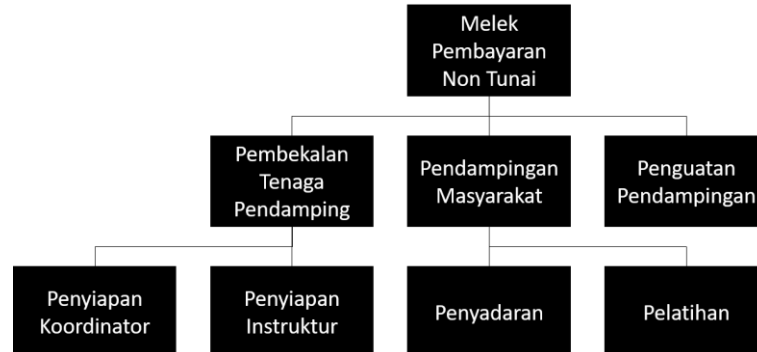 Melek
Pembayaran
Non Tunai
Pembekalan
Tenaga
Pendamping
Pendampingan
Masyarakat
Penguatan
Pendampingan
Penyiapan
Koordinator
Penyiapan
Instruktur
Penyadaran
Pelatihan